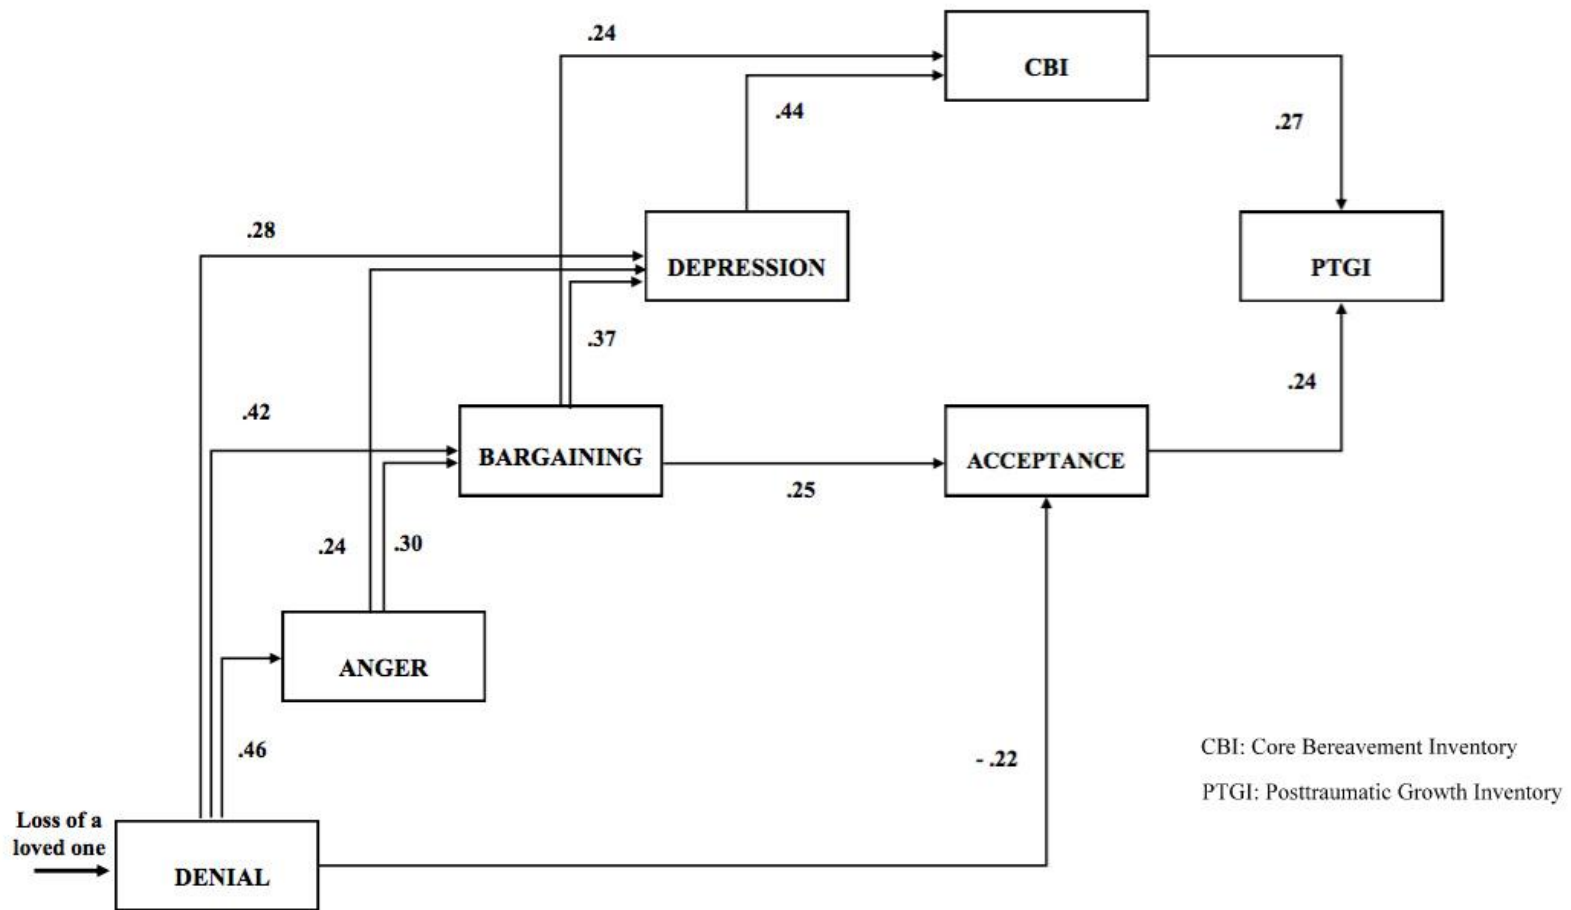 .24
CBI
.44
.27
.28
DEPRESSION
PTGI
.37
.24
.42
BARGAINING
ACCEPTANCE
.25
.24
.30
ANGER
.46
- .22
CBI: Core Bereavement Inventory
PTGI: Posttraumatic Growth Inventory
Loss of a
loved one
DENIAL